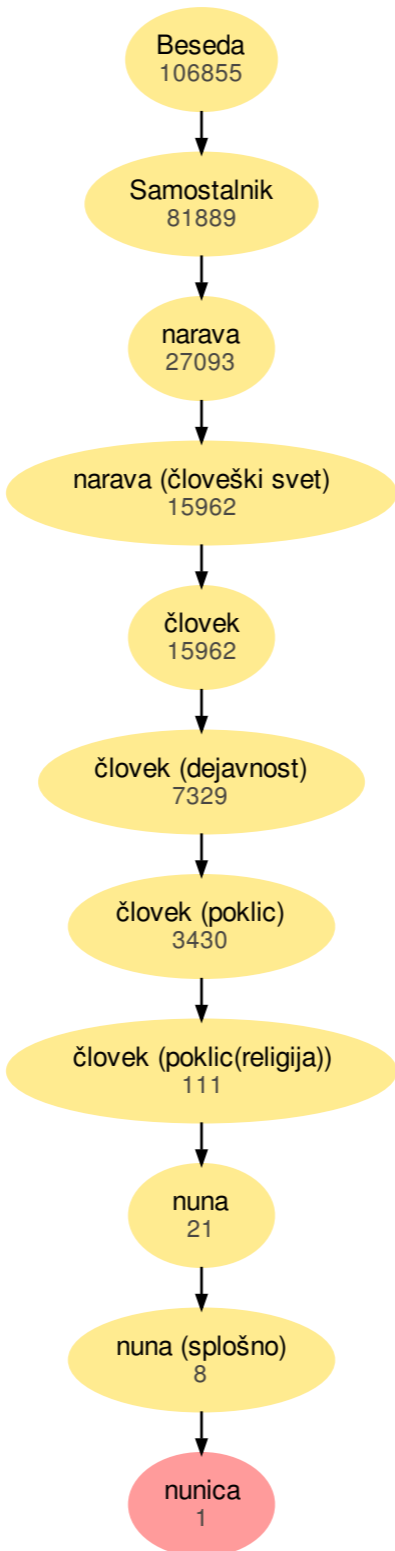 Beseda
106855
Samostalnik
81889
narava
27093
narava (človeški svet)
15962
človek
15962
človek (dejavnost)
7329
človek (poklic)
3430
človek (poklic(religija))
111
nuna
21
nuna (splošno)
8
nunica
1